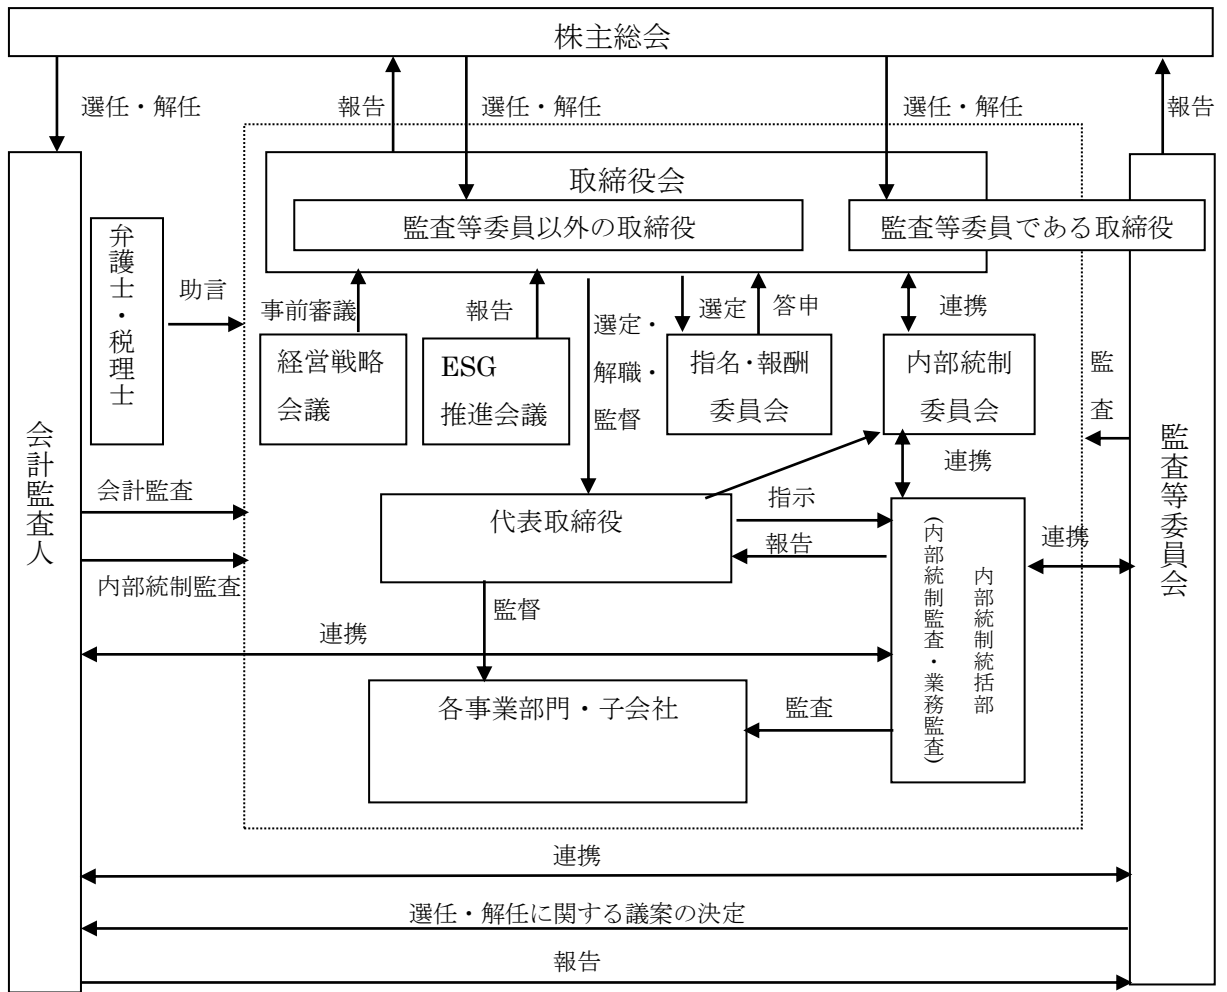 株主総会
選任・解任
報告
選任・解任
選任・解任
報告
取締役会
監査等委員以外の取締役
監査等委員である取締役
弁護士・税理士
助言
事前審議
報告
選定・
解職・
監督
選定
答申
連携
経営戦略
会議
ESG
推進会議
指名・報酬
委員会
内部統制
委員会
監
査
会計監査人
監査等委員会
連携
会計監査
代表取締役
指示
報告
内部統制統括部
(内部統制監査・業務監査)
連携
内部統制監査
監督
連携
各事業部門・子会社
監査
連携
選任・解任に関する議案の決定
報告